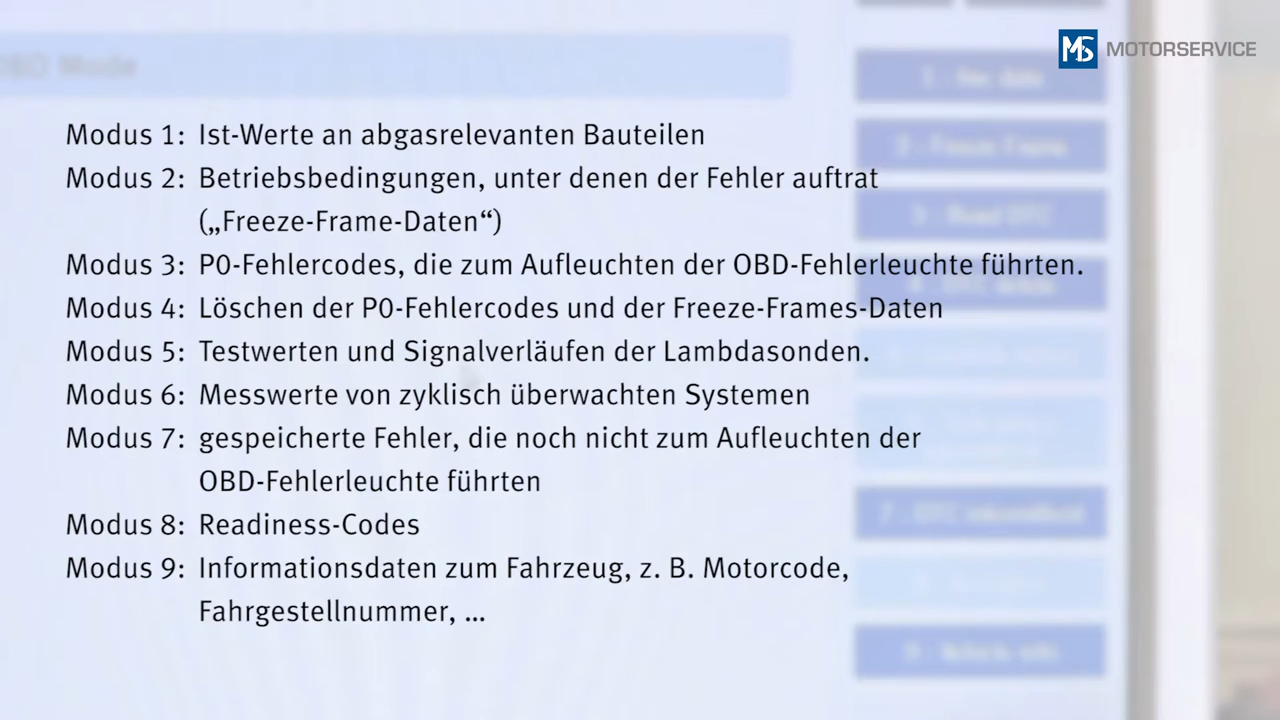 MS MOTORSERVICE
OBD Mode
Modus 1: Ist-Werte an abgasrelevanten Bauteilen
Modus 2: Betriebsbedingungen, unter denen der Fehler auftrat
(„Freeze-Frame-Daten“)
Modus 3: P0-Fehlercodes, die zum Aufleuchten der OBD-Fehlerleuchte führten.
Modus 4: Löschen der P0-Fehlercodes und der Freeze-Frames-Daten
Modus 5: Testwerten und Signalverläufen der Lambdasonden.
Modus 6: Messwerte von zyklisch überwachten Systemen
Modus 7: gespeicherte Fehler, die noch nicht zum Aufleuchten der
OBD-Fehlerleuchte führten
Modus 8: Readiness-Codes
Modus 9: Informationsdaten zum Fahrzeug, z. B. Motorcode,
Fahrgestellnummer, ...